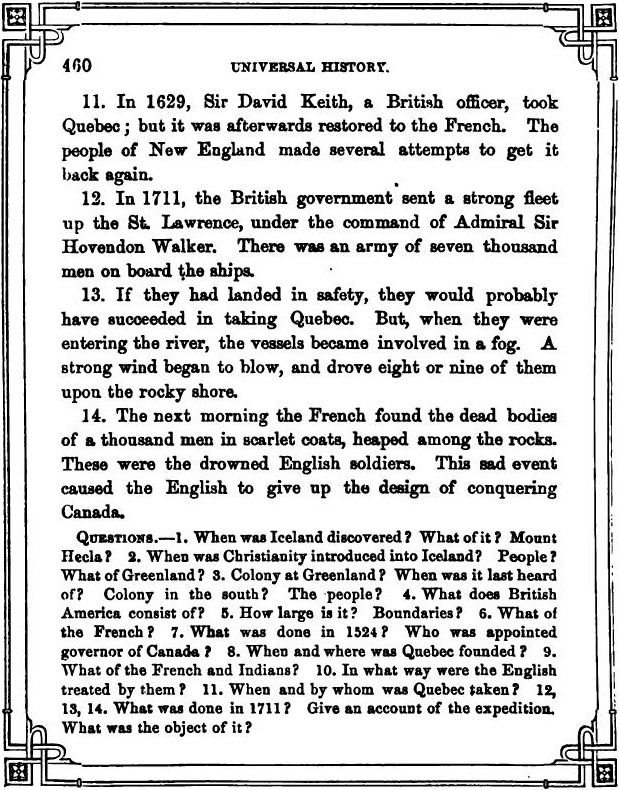 460
UNIVERSAL HISTORY.
11. In 1629, Sir David Keith, a British officer, took
Quebec; but it was afterwards restored to the French. The
people of New England made several attempts to get it
back again.
12. In 1711, the British government sent a strong fleet
up the St. Lawrence, under the command of Admiral Sir
Hovendon Walker. There was an army of seven thousand
men on board the ships.
13. If they had landed in safety, they would probably
have succeeded in taking Quebec. But, when they were
entering the river, the vessels became involved in a fog. A
strong wind began to blow, and drove eight or nine of them
upon the rocky shore.
14. The next morning the French found the dead bodies
of a thousand men in scarlet coats, heaped among the rocks.
These were the drowned English soldiers. This sad event
caused the English to give up the design of conquering
Canada.
QUESTIONS.—1. When was Iceland discovered? What of it? Mount
Hecla? 2. When was Christianity introduced into Iceland? People?
What of Greenland? 3. Colony at Greenland? When was it last heard
of? Colony in the south? The people? 4. What does British
America consist of? 5. How large is it? Boundaries? 6. What of
the French? 7. What was done in 1524? Who was appointed
governor of Canada? 8. When and where was Quebec founded? 9.
What of the French and Indians? 10. In what way were the English
treated by them? 11. When and by whom was Quebec taken? 12,
13, 14. What was done in 1711? Give an account of the expedition.
What was the object of it?